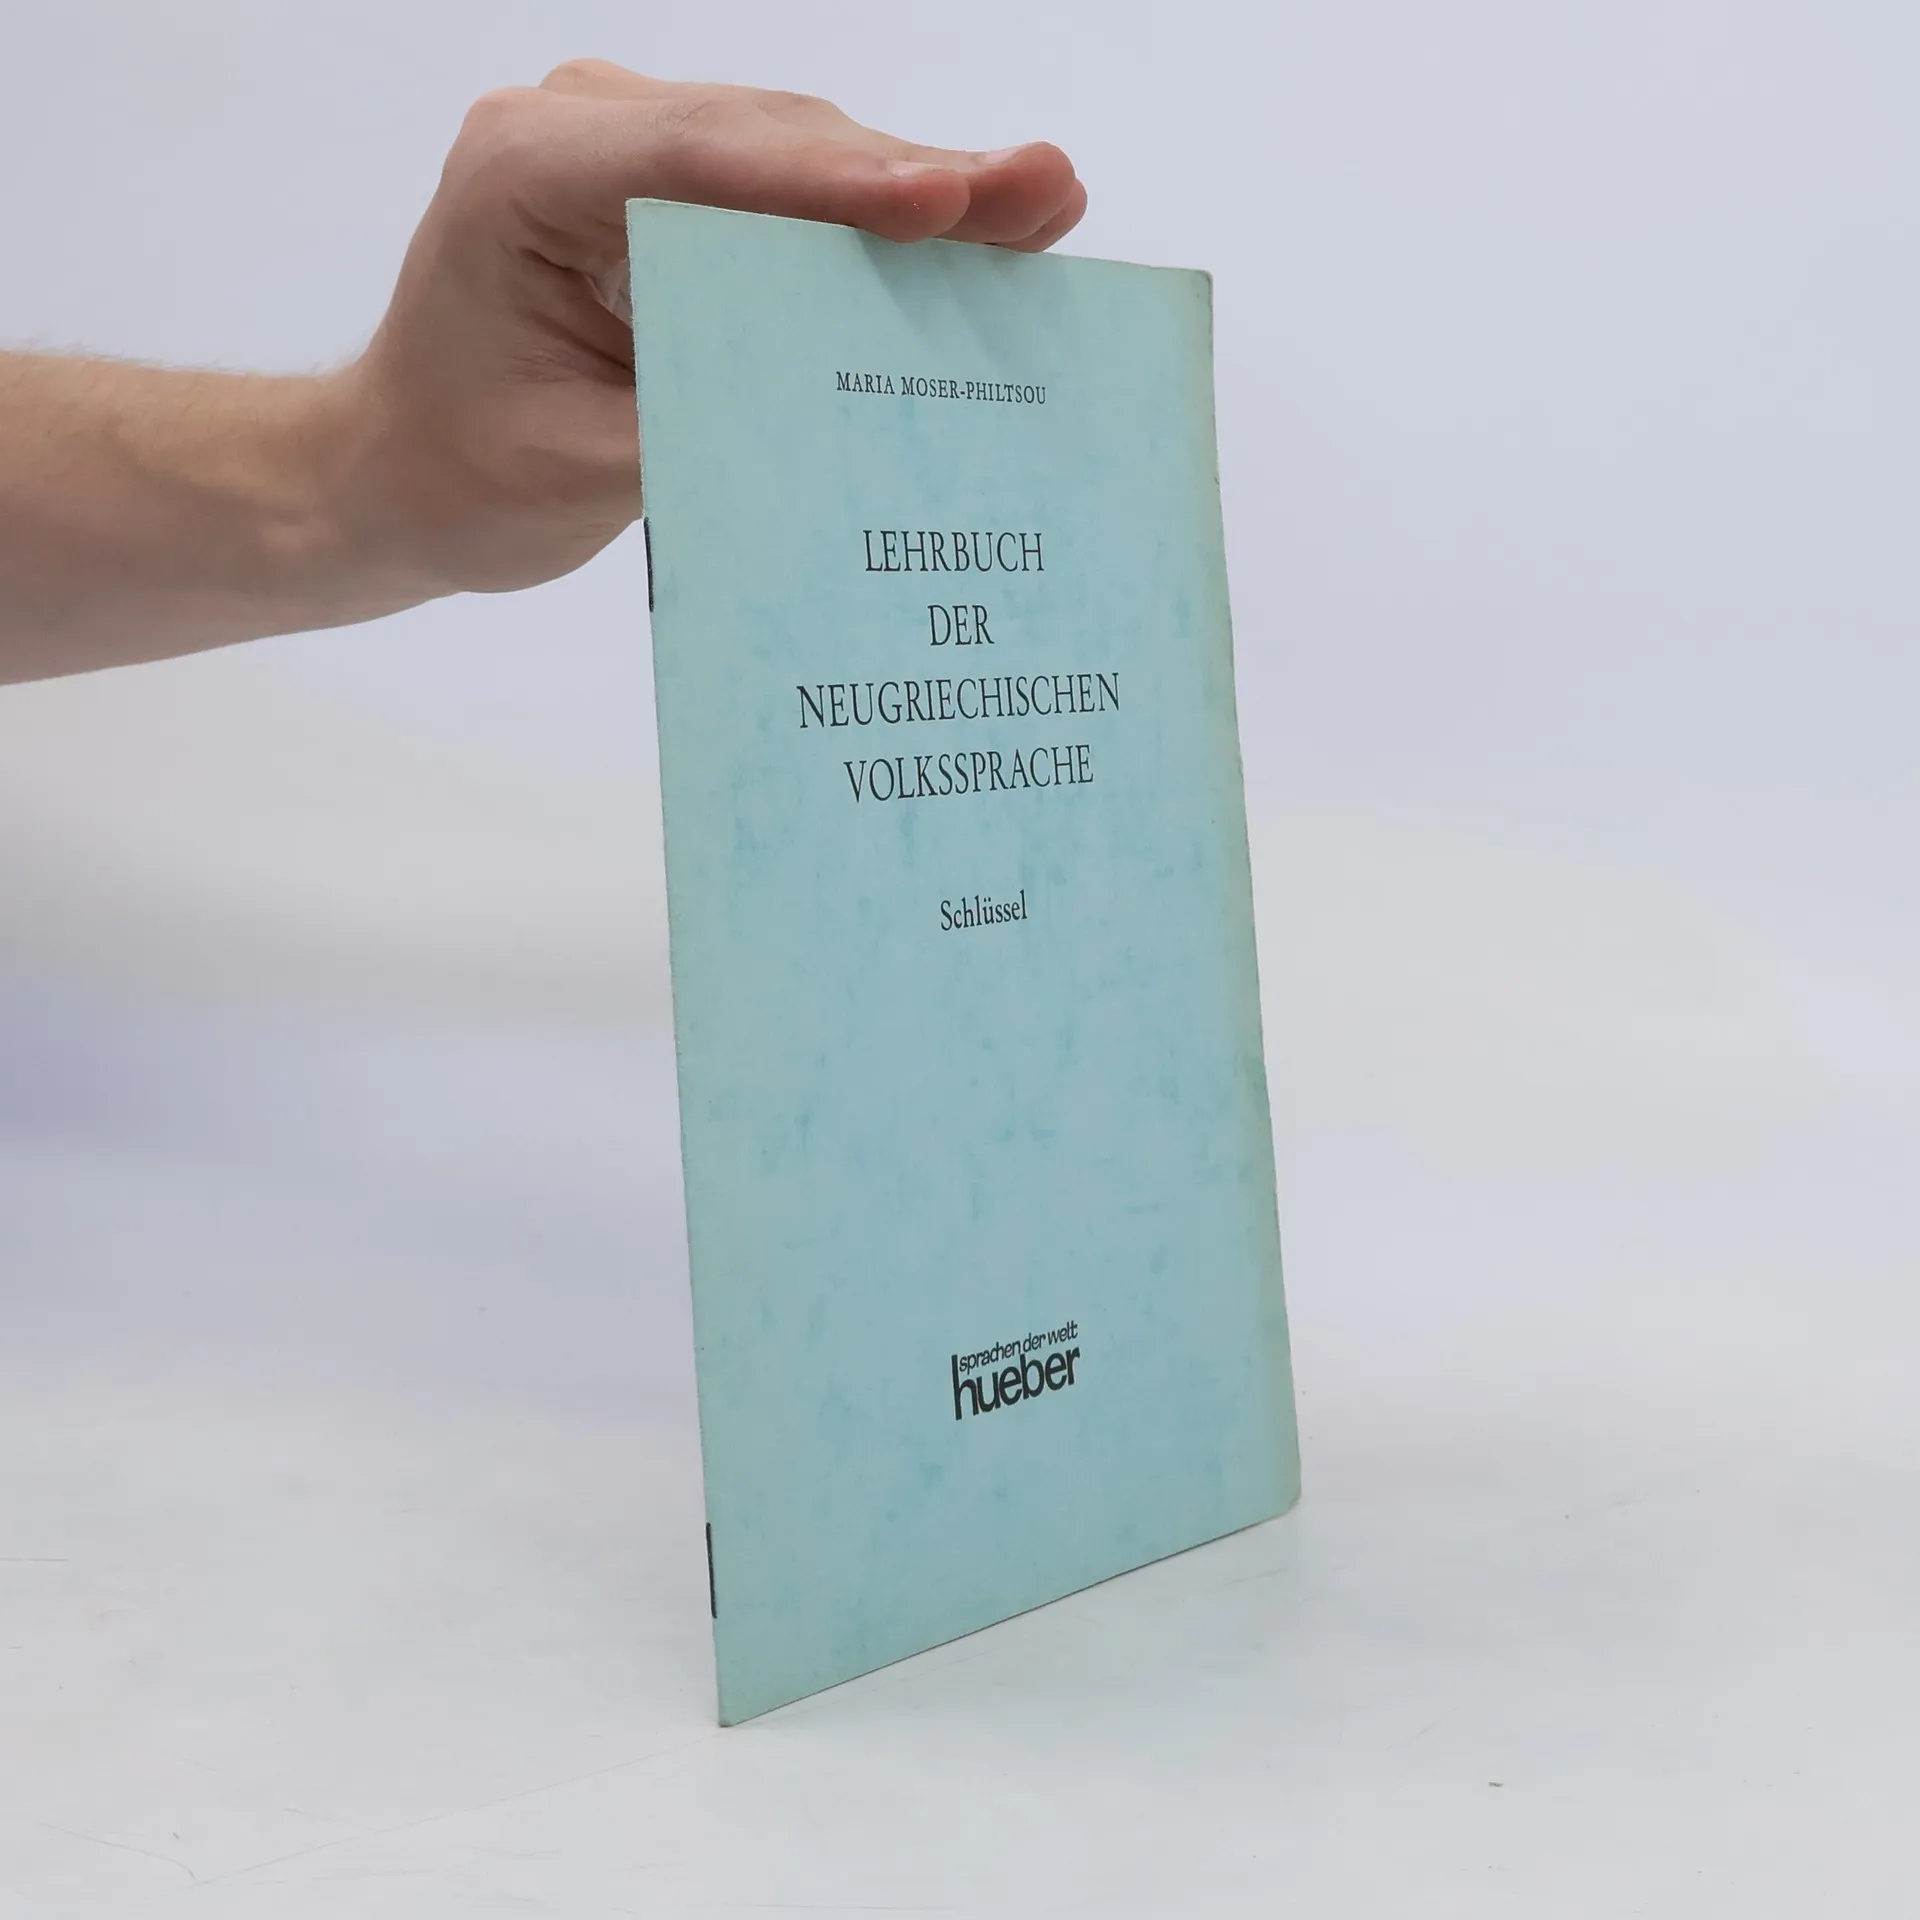 MARIA MOSER-PHILTSOU
LEHRBUCH
DER
NEUGRIECHISCHEN
VOLKSSPRACHE
Schlüssel
sprachen der welt
hueber